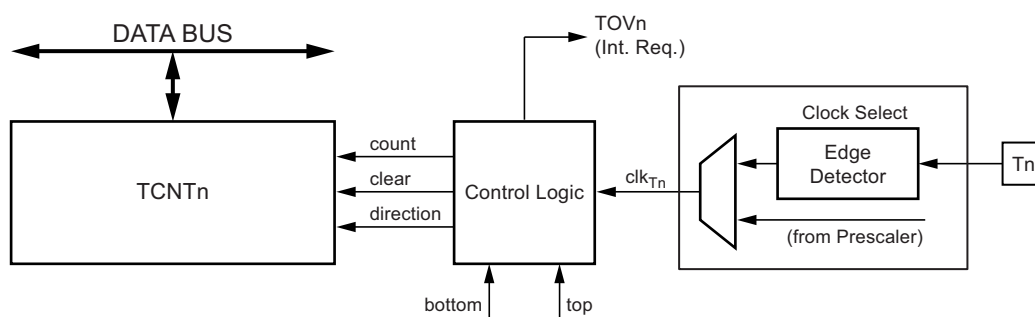 DATA BUS
TOVn
(Int. Req.)
Clock Select
count
clear
direction
TCNTn
Control Logic
clkTn
Edge
Detector
Tn
(from Prescaler)
bottom
top